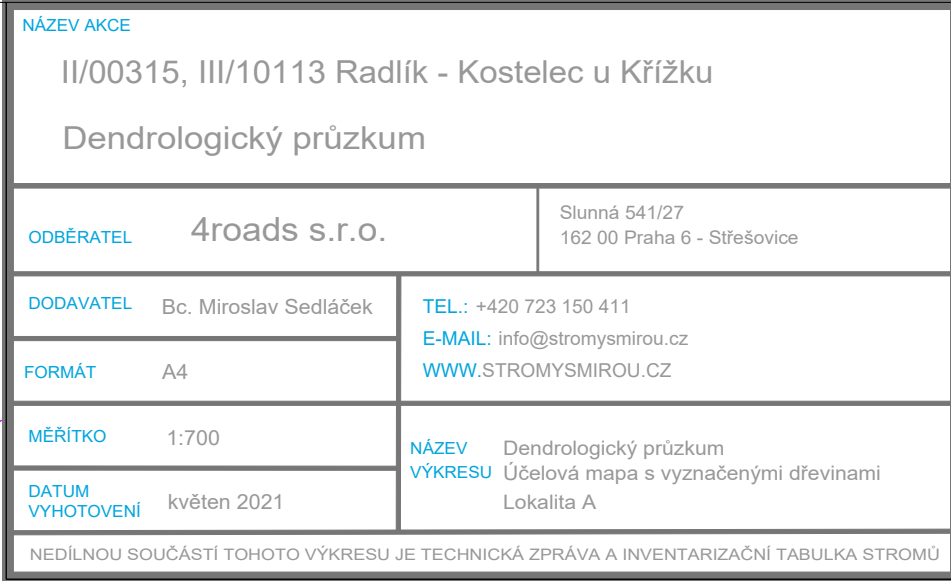 NÁZEV AKCE
II/00315, III/10113 Radlík - Kostelec u Křížku
Dendrologický průzkum
ODBĚRATEL 4roads s.r.o.
Slunná 541/27
162 00 Praha 6 - Střešovice
DODAVATEL Bc. Miroslav Sedláček
TEL.: +420 723 150 411
E-MAIL: info@stromysmirou.cz
WWW.STROMYSMIROU.CZ
FORMÁT A4
MĚŘÍTKO 1:700
DATUM
VYHOTOVENÍ květen 2021
NÁZEV Dendrologický průzkum
VÝKRESU Účelová mapa s vyznačenými dřevinami
Lokalita A
NEDÍLNOU SOUČÁSTÍ TOHOTO VÝKRESU JE TECHNICKÁ ZPRÁVA A INVENTARIZAČNÍ TABULKA STROMŮ